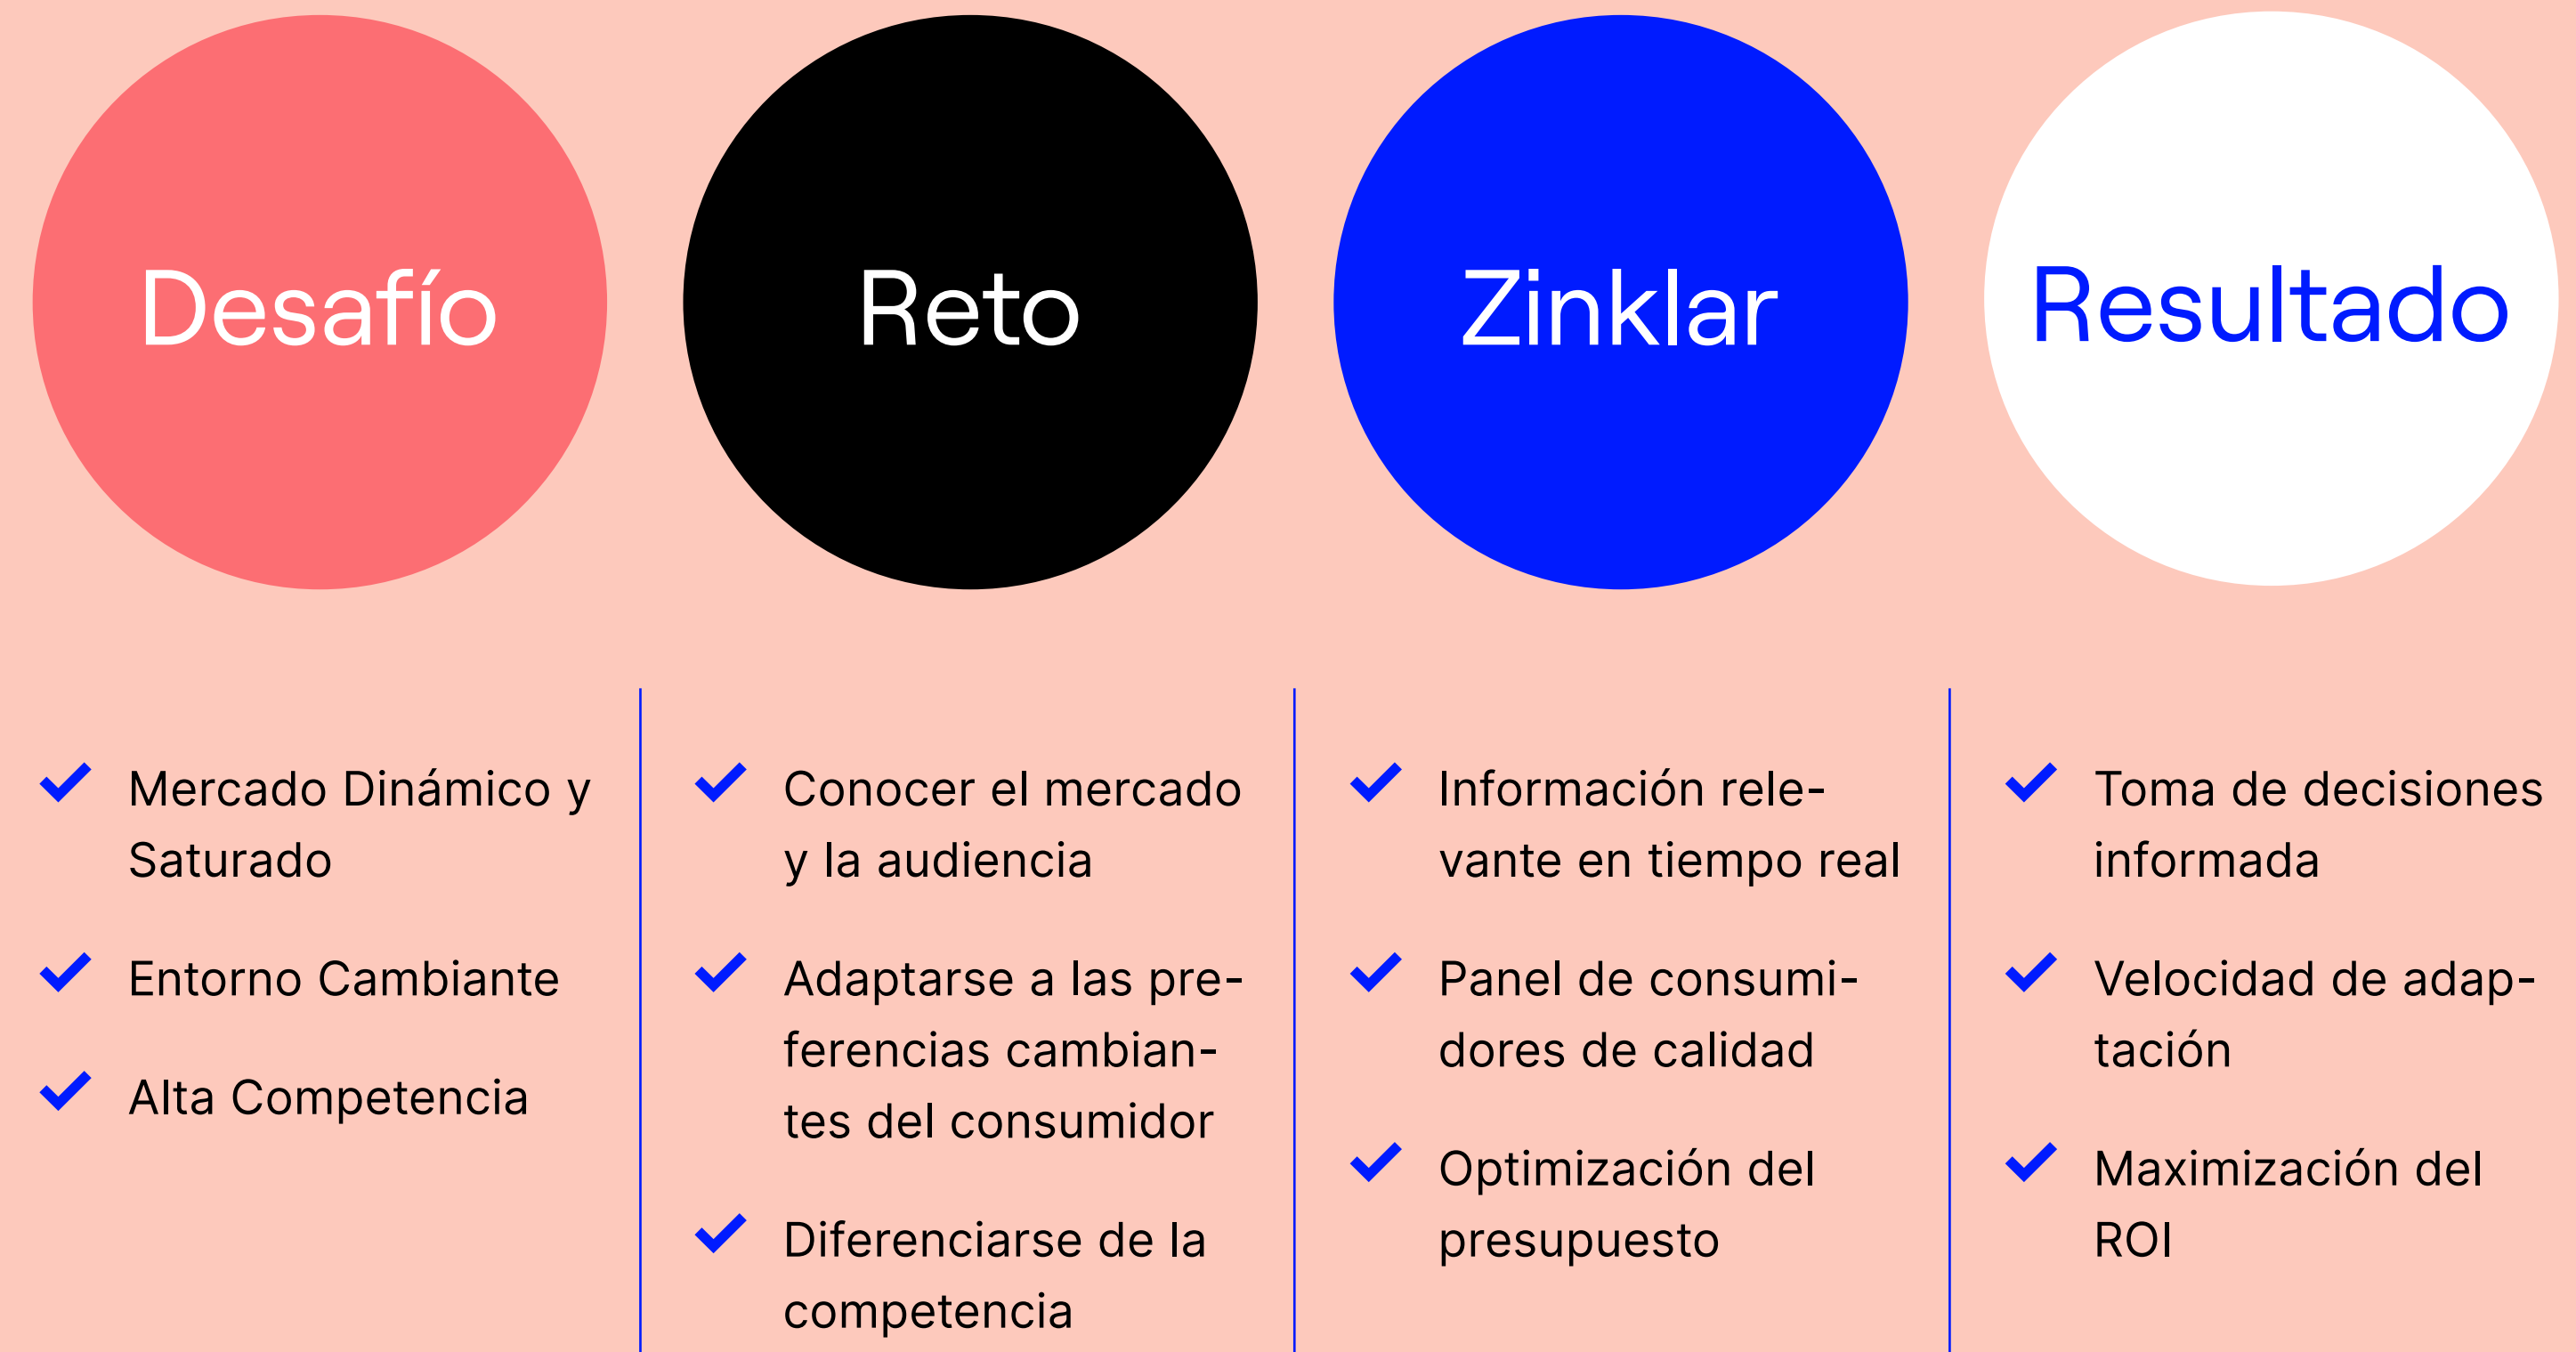 Desafío
Reto
Zinklar
Resultado
Mercado Dinámico y
Saturado
Entorno Cambiante
Alta Competencia
Conocer el mercado
y la audiencia
Adaptarse a las pre-
ferencias cambian-
tes del consumidor
Diferenciarse de la
competencia
Información rele-
vante en tiempo real
Panel de consumi-
dores de calidad
Optimización del
presupuesto
Toma de decisiones
informada
Velocidad de adap-
tación
Maximización del
ROI